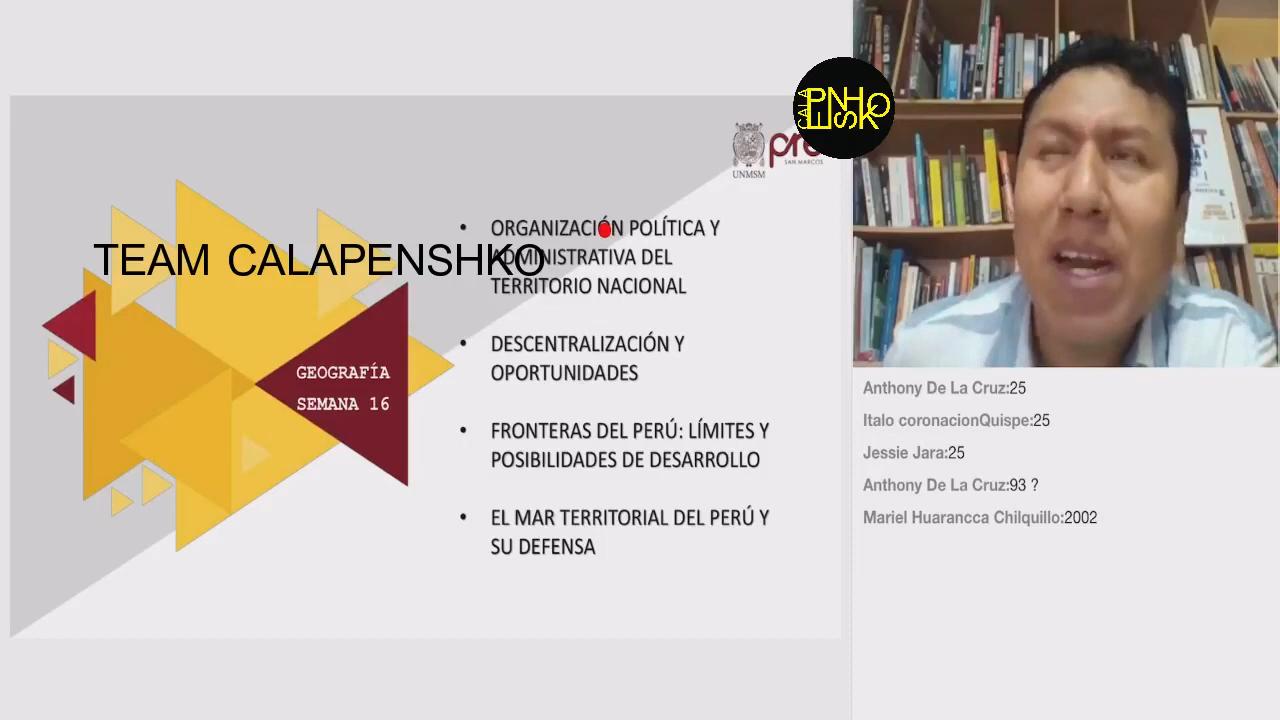 UNMSM
SAN MARCOS
CALA
PENSHKO
TEAM CALAPENSHKO
GEOGRAFÍA
SEMANA 16
• ORGANIZACIÓN POLÍTICA Y
ADMINISTRATIVA DEL
TERRITORIO NACIONAL
• DESCENTRALIZACIÓN Y
OPORTUNIDADES
• FRONTERAS DEL PERÚ: LÍMITES Y
POSIBILIDADES DE DESARROLLO
• EL MAR TERRITORIAL DEL PERÚ Y
SU DEFENSA
Anthony De La Cruz:25
Italo coronacionQuispe:25
Jessie Jara:25
Anthony De La Cruz:93 ?
Mariel Huarancca Chilquillo:2002